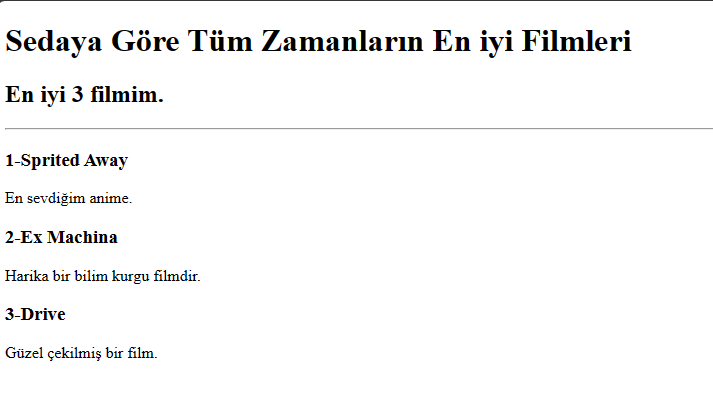 Sedaya Göre Tüm Zamanların En iyi Filmleri
En iyi 3 filmim.
1-Sprited Away
En sevdiğim anime.
2-Ex Machina
Harika bir bilim kurgu filmdir.
3-Drive
Güzel çekilmiş bir film.